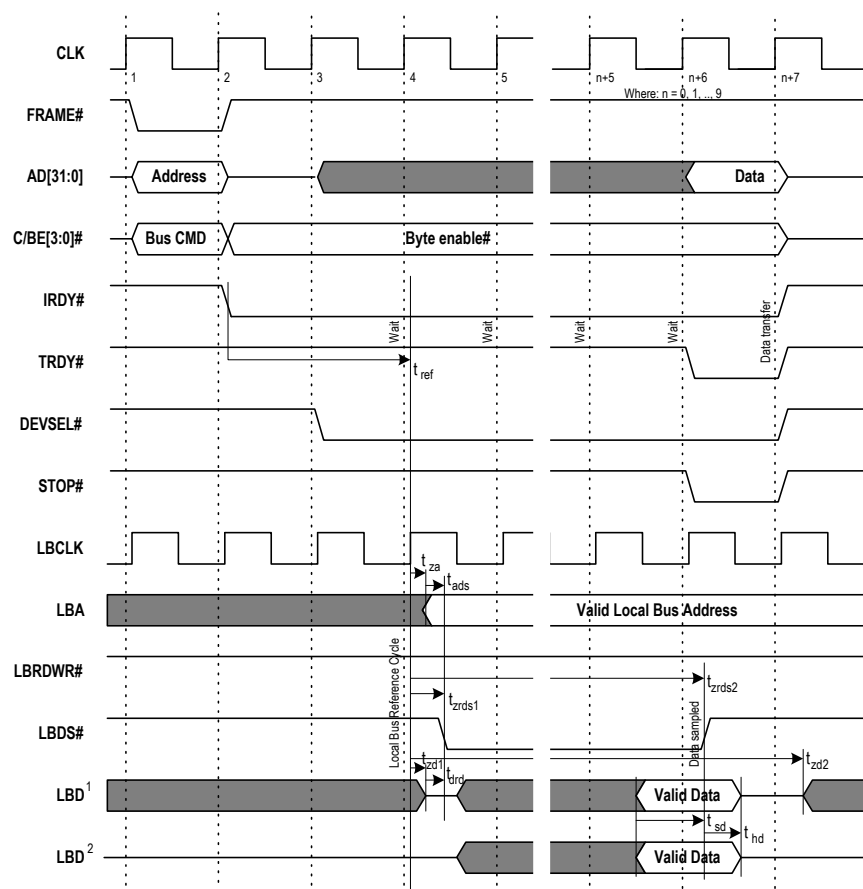 CLK
1 2 3 4 5 n+5 n+6 n+7
Where: n = 0, 1, .., 9
FRAME#
AD[31:0] Address Data
C/BE[3:0]# Bus CMD Byte enable#
IRDY#
Wait Wait Wait Wait Data transfer
TRDY#
t ref
DEVSEL#
STOP#
LBCLK
t za
t ads
LBA Valid Local Bus Address
LBRDWR#
Local Bus Reference Cycle
t zrds2
t zrds1
LBDS#
Data sampled
t zd1
t zd2
t drd
LBD 1 Valid Data
t sd
t hd
LBD 2 Valid Data